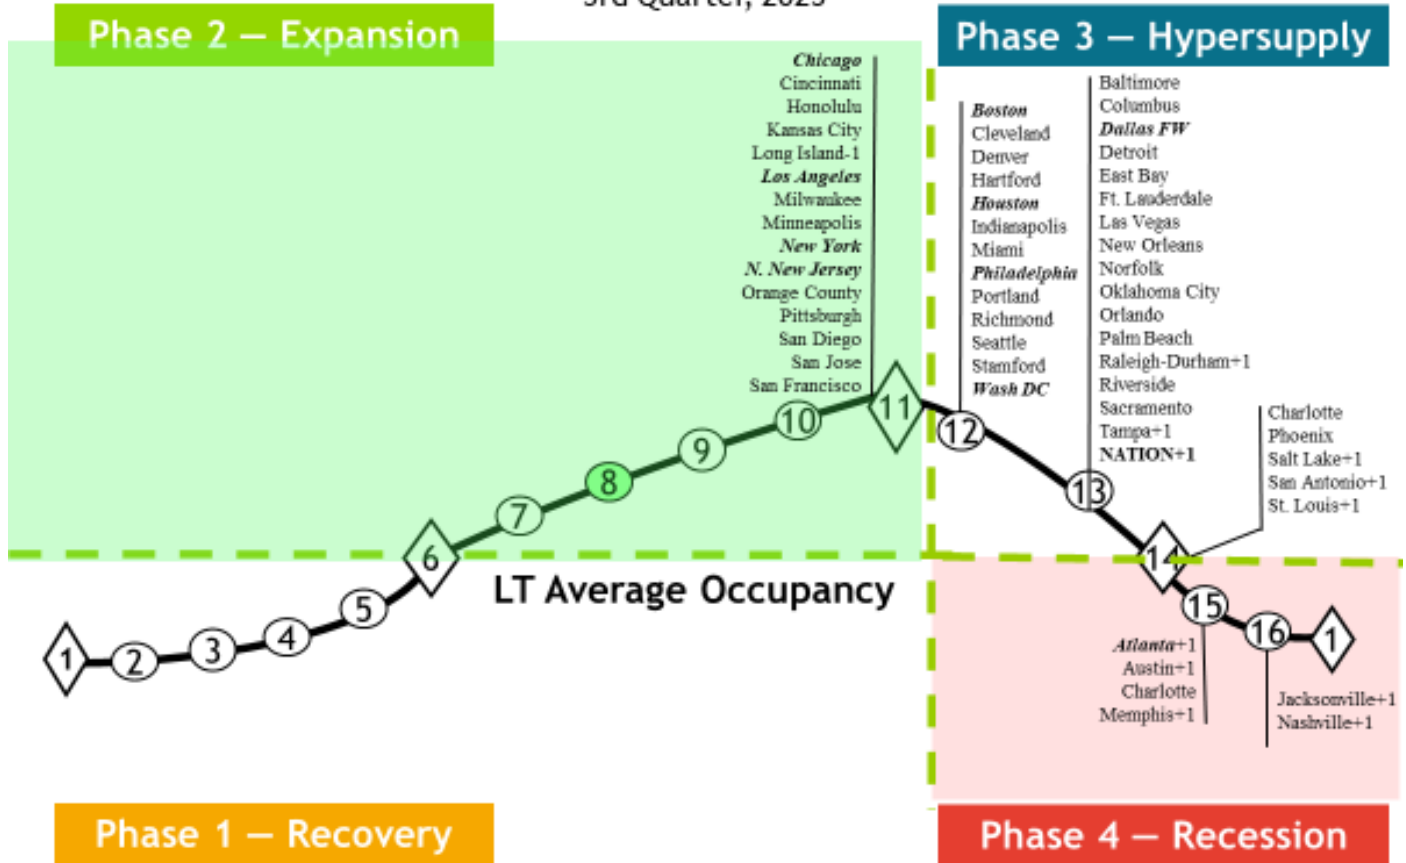 3rd Quarter, 2023
Phase 2 — Expansion
Phase 3 — Hypersupply
Chicago
Cincinnati
Honolulu
Kansas City
Long Island-1
Los Angeles
Milwaukee
Minneapolis
New York
N. New Jersey
Orange County
Pittsburgh
San Diego
San Jose
San Francisco
Boston
Cleveland
Denver
Hartford
Houston
Indianapolis
Miami
Philadelphia
Portland
Richmond
Seattle
Stamford
Wash DC
Baltimore
Columbus
Dallas FW
Detroit
East Bay
Ft. Lauderdale
Las Vegas
New Orleans
Norfolk
Oklahoma City
Orlando
Palm Beach
Raleigh-Durham+1
Riverside
Sacramento
Tampa+1
NATION+1
Charlotte
Phoenix
Salt Lake+1
San Antonio+1
St. Louis+1
1
2
3
4
5
6
7
8
9
10
11
12
13
14
15
16
1
LT Average Occupancy
Atlanta+1
Austin+1
Charlotte
Memphis+1
Jacksonville+1
Nashville+1
Phase 1 — Recovery
Phase 4 — Recession